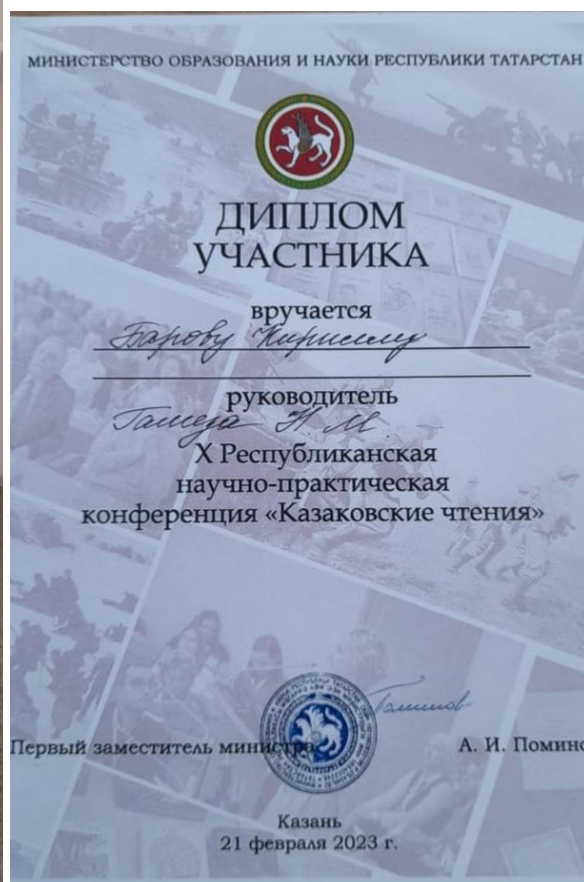 МИНИСТЕРСТВО ОБРАЗОВАНИЯ И НАУКИ РЕСПУБЛИКИ ТАТАРСТАН
ДИПЛОМ
УЧАСТНИКА
вручается
Барову Кириллу
руководитель
Н. М.
X Республиканская
научно-практическая
конференция «Казаковские чтения»
Первый заместитель министра
А. И. Поминов
Казань
21 февраля 2023 г.